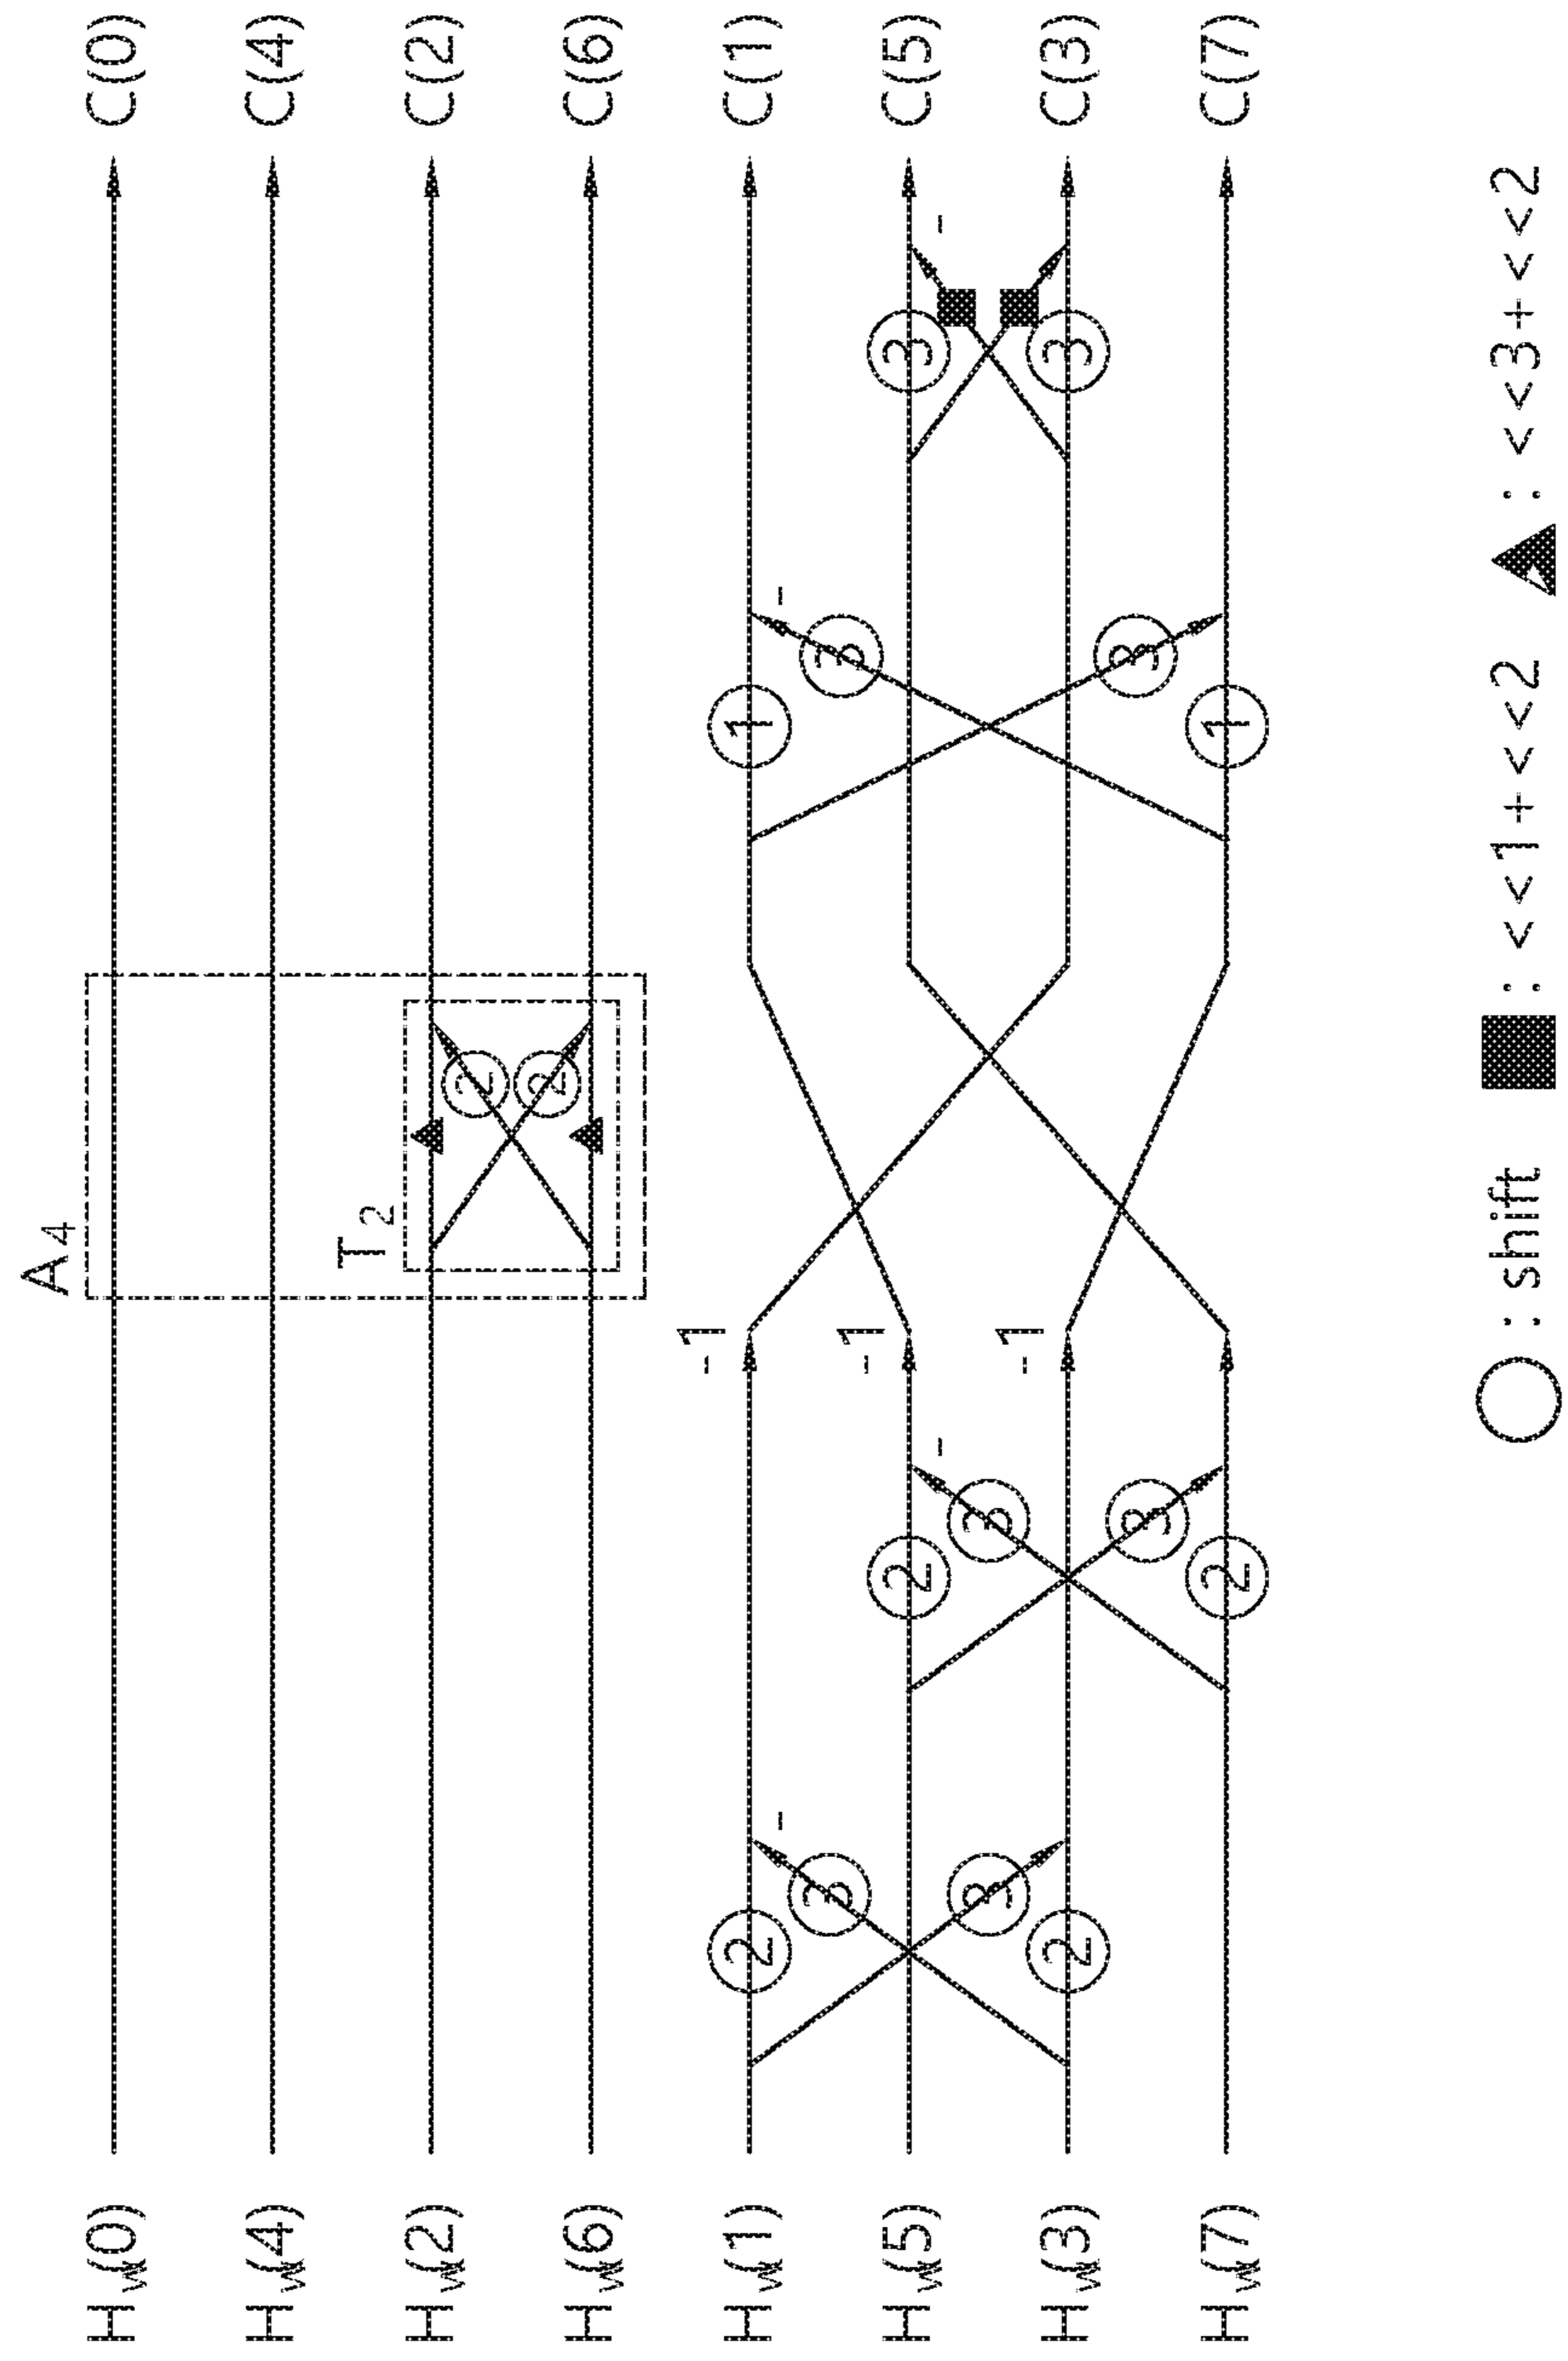 A4
Hw(0) C(0)
Hw(4) C(4)
T2
Hw(2) C(2)
2
2
Hw(6) C(6)
-1
Hw(1) 2 1 C(1)
- -
3 3
-1
Hw(5) 2 3 C(5)
- -
3 3
-1
Hw(3) 2 3 C(3)
3 3
Hw(7) 2 1 C(7)
: shift : <<1+<<2 : <<3+<<2